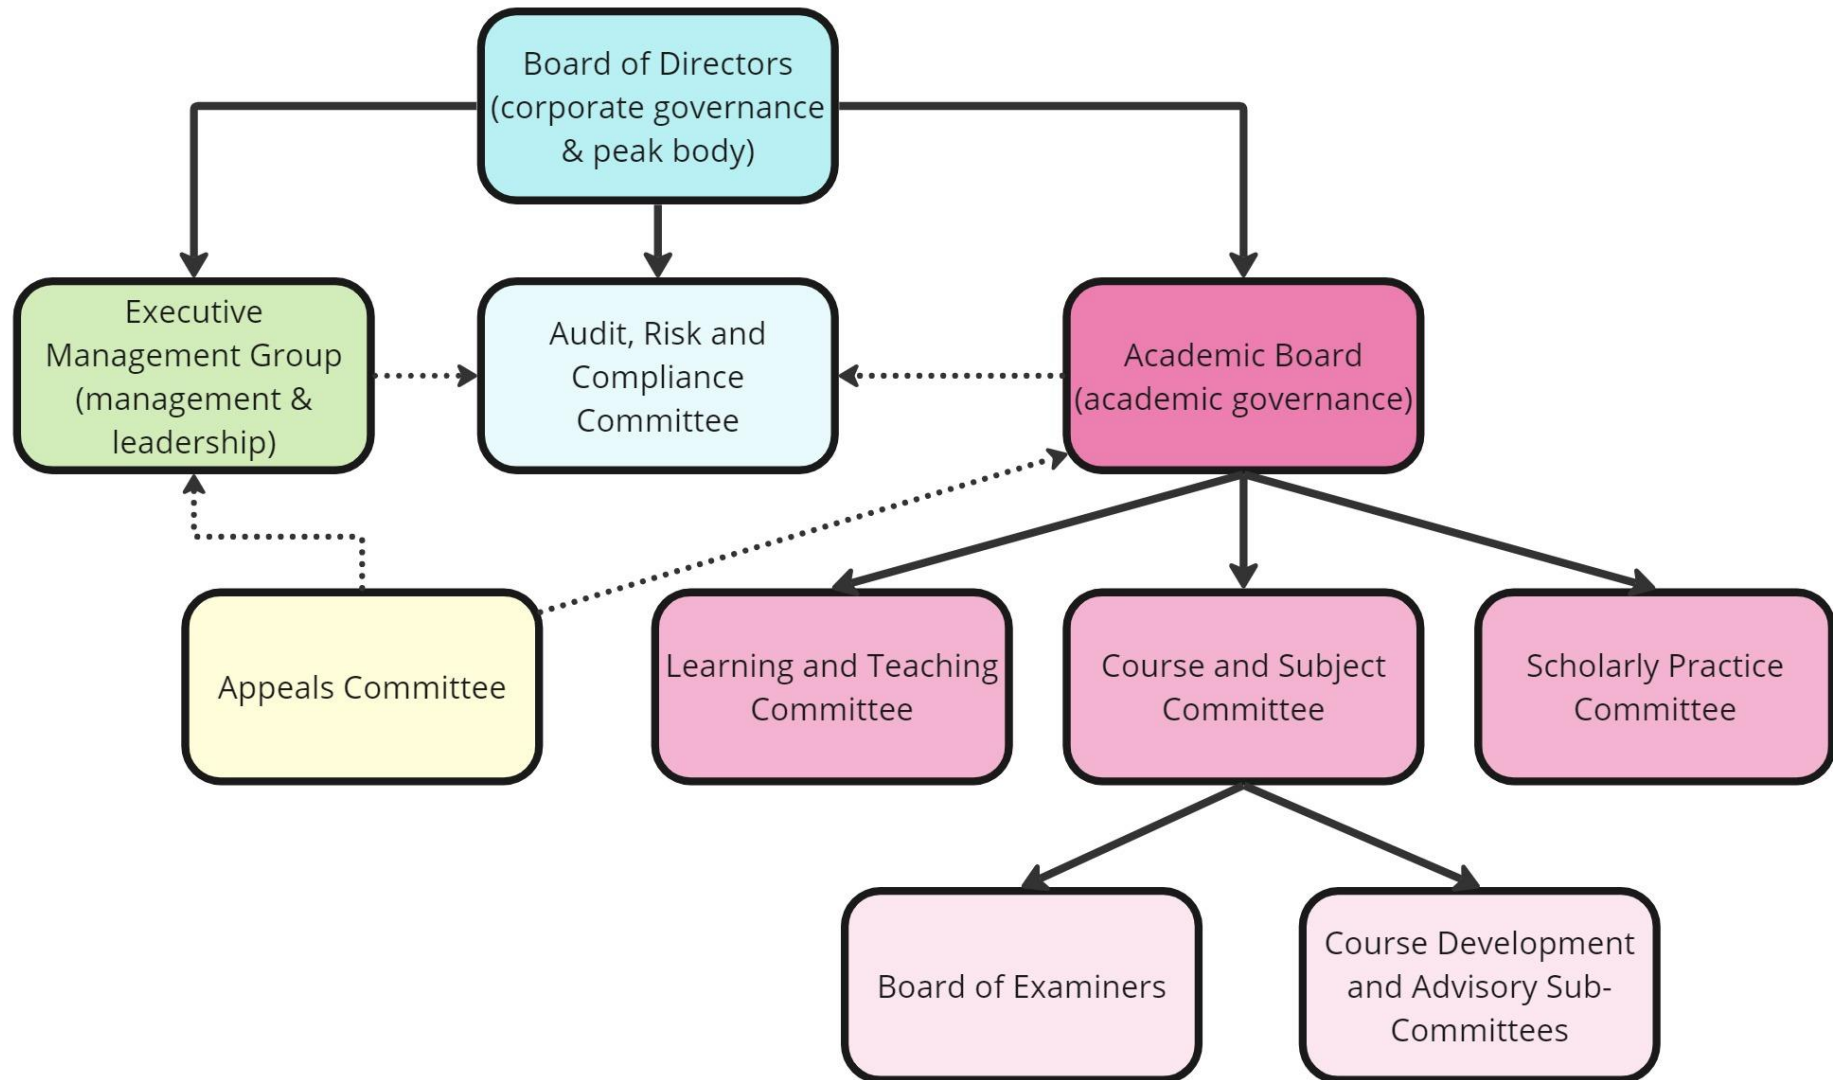 Board of Directors
(corporate governance
& peak body)
Executive
Management Group
(management &
leadership)
Audit, Risk and
Compliance
Committee
Academic Board
(academic governance)
Appeals Committee
Learning and Teaching
Committee
Course and Subject
Committee
Scholarly Practice
Committee
Board of Examiners
Course Development
and Advisory Sub-
Committees